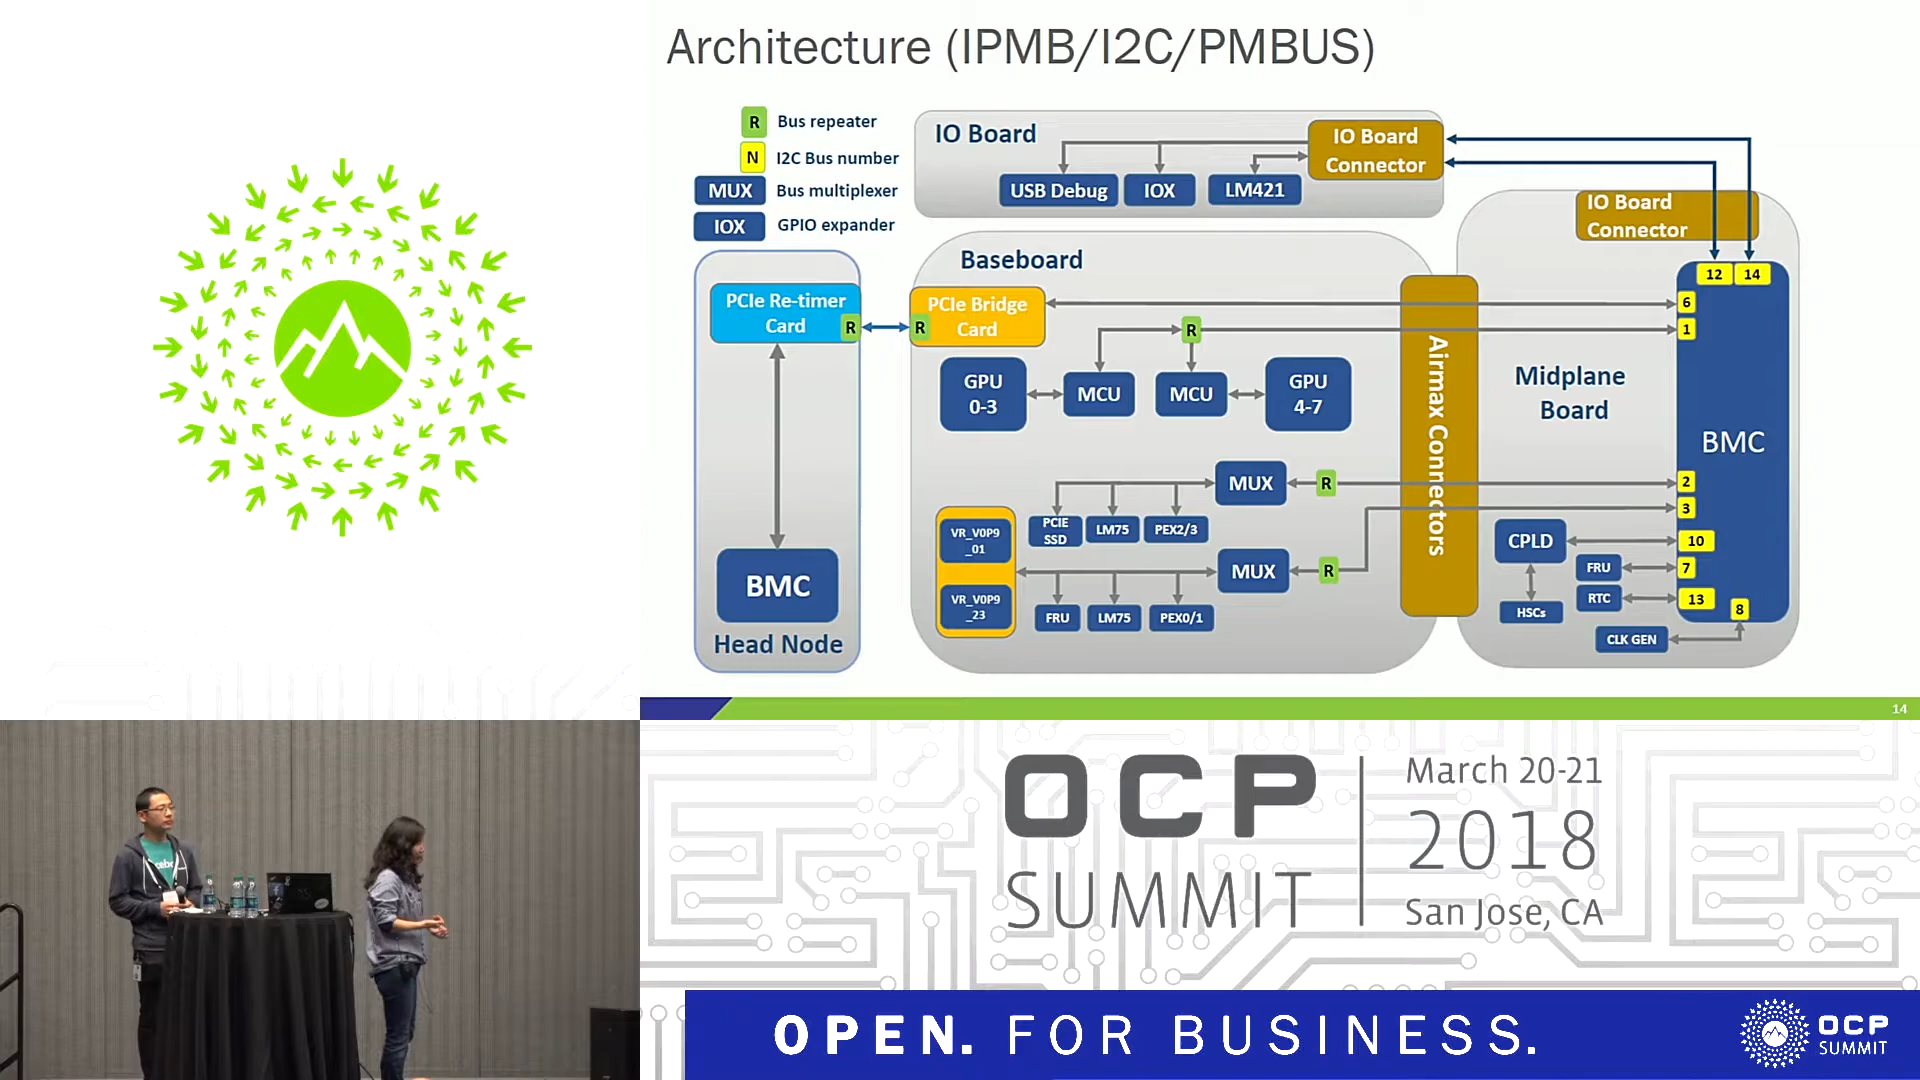 Architecture (IPMB/I2C/PMBUS)
R Bus repeater
N I2C Bus number
MUX Bus multiplexer
IOX GPIO expander
IO Board
IO Board
Connector
USB Debug
IOX
LM421
IO Board
Connector
Baseboard
PCIe Re-timer
Card
R
R
PCIe Bridge
Card
R
GPU
0-3
MCU
MCU
GPU
4-7
MUX
R
PCIE
SSD
LM75
PEX2/3
VR_V0P9
_01
VR_V0P9
_23
MUX
R
FRU
LM75
PEX0/1
BMC
Head Node
Airmax Connectors
Midplane
Board
12
14
6
1
BMC
2
3
CPLD
10
FRU
7
RTC
13
HSCs
8
CLK GEN
14
OCP
SUMMIT
March 20-21
2018
San Jose, CA
OPEN. FOR BUSINESS.
OCP
SUMMIT